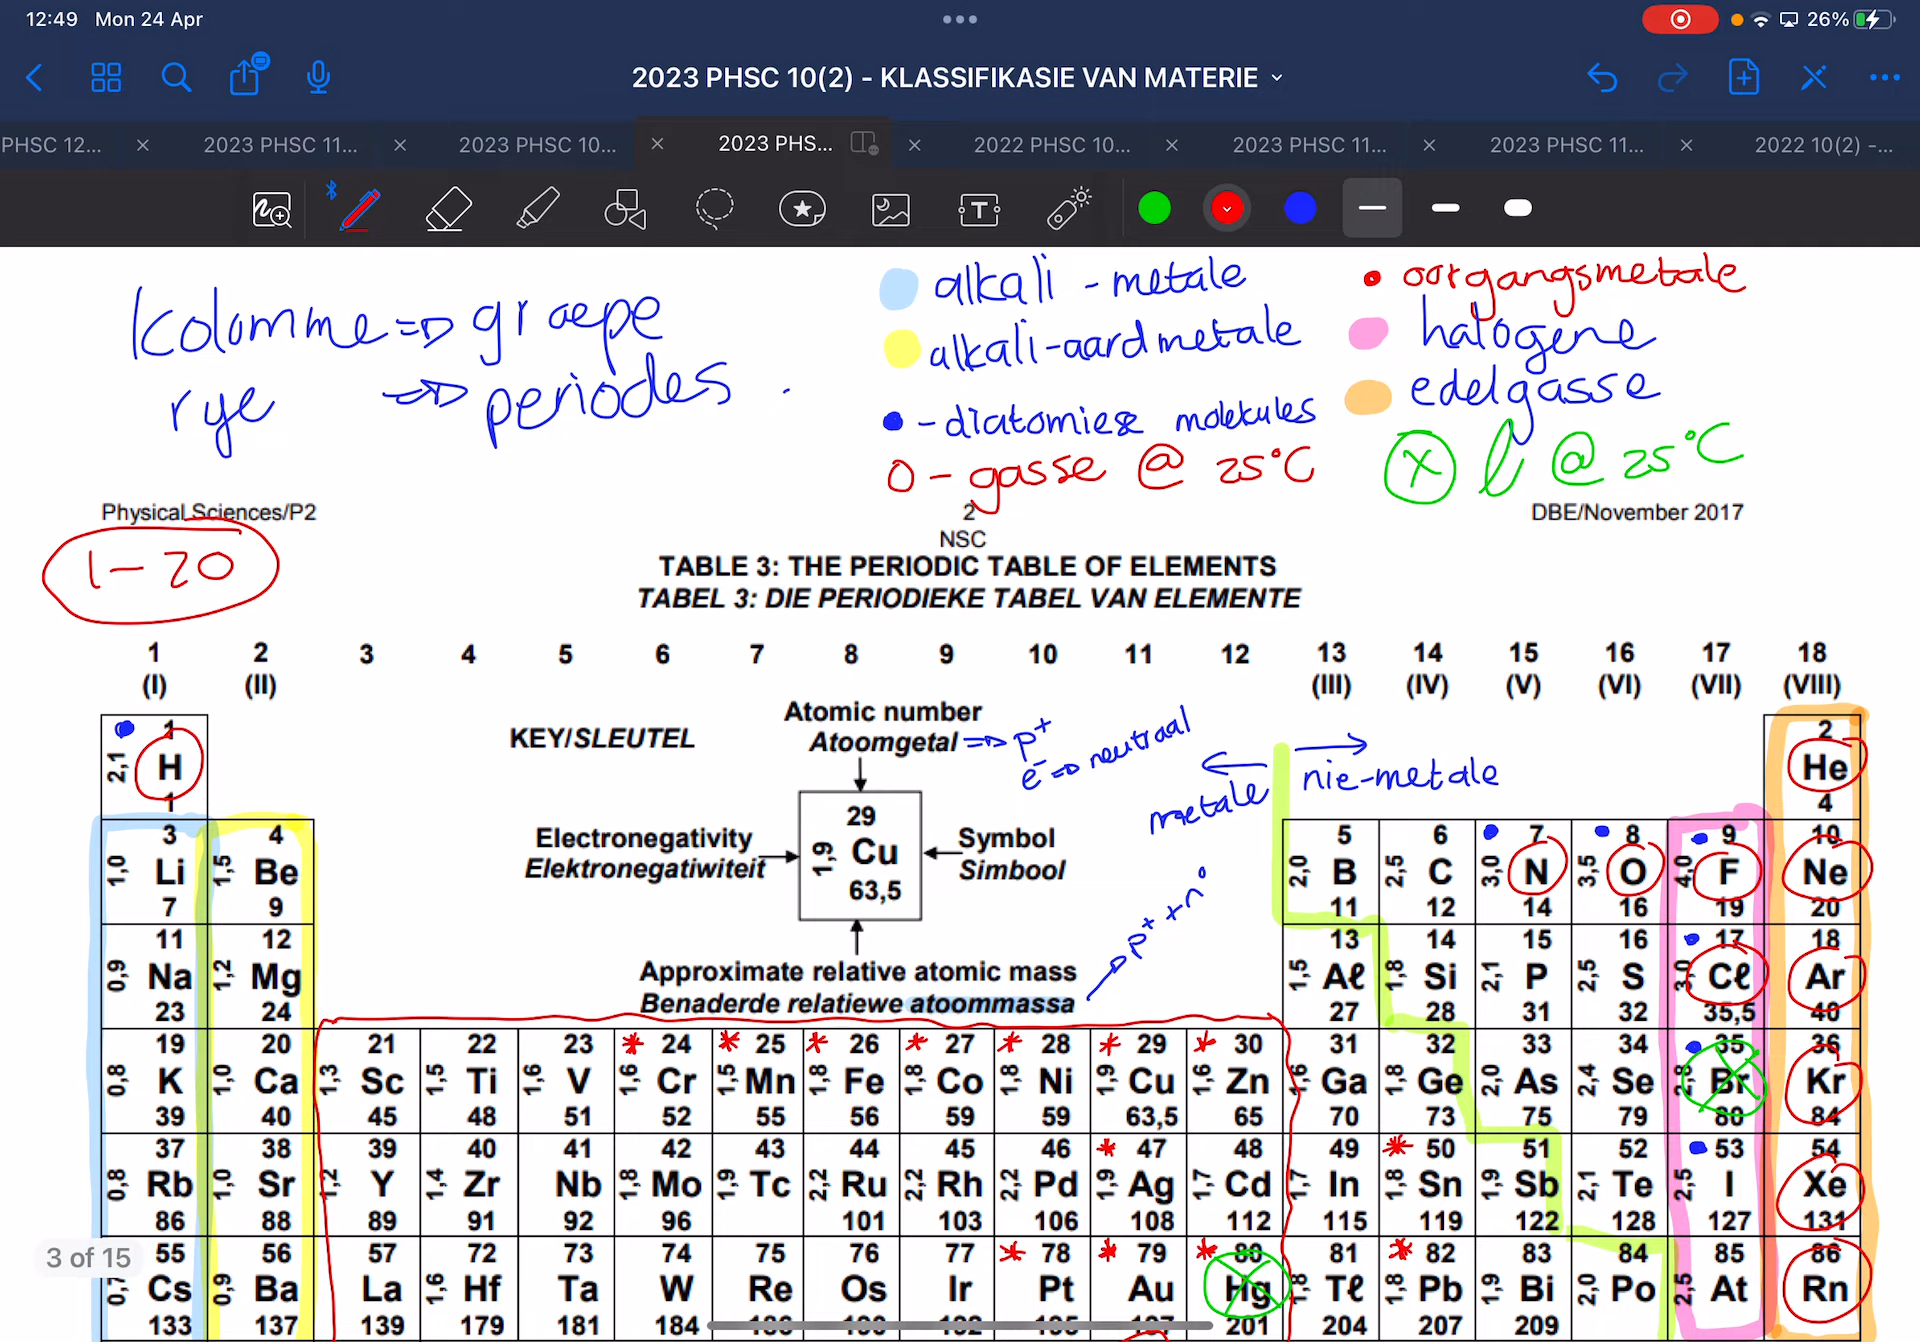 12:49 Mon 24 Apr
26%
2023 PHSC 10(2) - KLASSIFIKASIE VAN MATERIE
PHSC 12... 2023 PHSC 11... 2023 PHSC 10... 2023 PHS... 2022 PHSC 10... 2023 PHSC 11... 2023 PHSC 11... 2022 10(2) -...
Kolomme => groepe
rye => periodes
alkali - metale
alkali-aardmetale
- diatomiese molekules
O - gasse @ 25°C
oorgangsmetale
halogene
edelgasse
X l @ 25°C
Physical Sciences/P2 2 DBE/November 2017
NSC
1-20
TABLE 3: THE PERIODIC TABLE OF ELEMENTS
TABEL 3: DIE PERIODIEKE TABEL VAN ELEMENTE
1 2 3 4 5 6 7 8 9 10 11 12 13 14 15 16 17 18
(I) (II) (III) (IV) (V) (VI) (VII) (VIII)
KEY/SLEUTEL
Atomic number
Atoomgetal => p+
e- => neutraal
metale
nie-metale
Electronegativity
Elektronegatiwiteit
29
1,9 Cu
63,5
Symbol
Simbool
Approximate relative atomic mass
Benaderde relatiewe atoommassa
p+ + n°
1 2
2,1 H He
1 4
3 4 5 6 7 8 9 10
1,0 Li 1,5 Be 2,0 B 2,5 C 3,0 N 3,5 O 4,0 F Ne
7 9 11 12 14 16 19 20
11 12 13 14 15 16 17 18
0,9 Na 1,2 Mg 1,5 Aℓ 1,8 Si 2,1 P 2,5 S 3,0 Cℓ Ar
23 24 27 28 31 32 35,5 40
19 20 21 22 23 24 25 26 27 28 29 30 31 32 33 34 35 36
0,8 K 1,0 Ca 1,3 Sc 1,5 Ti 1,6 V 1,6 Cr 1,5 Mn 1,8 Fe 1,8 Co 1,8 Ni 1,9 Cu 1,6 Zn 1,6 Ga 1,8 Ge 2,0 As 2,4 Se 2,8 Br Kr
39 40 45 48 51 52 55 56 59 59 63,5 65 70 73 75 79 80 84
37 38 39 40 41 42 43 44 45 46 47 48 49 50 51 52 53 54
0,8 Rb 1,0 Sr 1,2 Y 1,4 Zr Nb 1,8 Mo 1,9 Tc 2,2 Ru 2,2 Rh 2,2 Pd 1,9 Ag 1,7 Cd 1,7 In 1,8 Sn 1,9 Sb 2,1 Te 2,5 I Xe
86 88 89 91 92 96 101 103 106 108 112 115 119 122 128 127 131
3 of 15
55 56 57 72 73 74 75 76 77 78 79 80 81 82 83 84 85 86
0,7 Cs 0,9 Ba La 1,6 Hf Ta W Re Os Ir Pt Au Hg 1,8 Tℓ 1,8 Pb 1,9 Bi 2,0 Po 2,5 At Rn
133 137 139 179 181 184 201 204 207 209